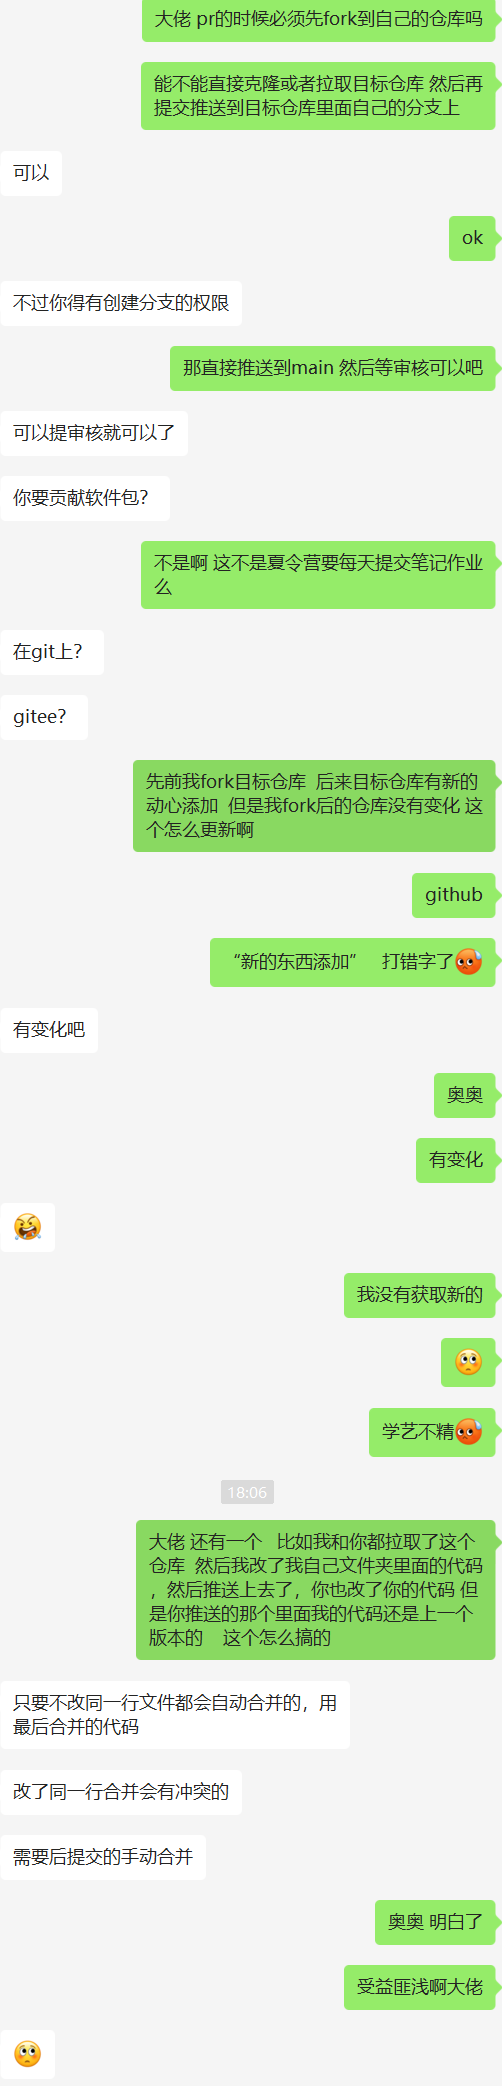 大佬 pr的时候必须先fork到自己的仓库吗
能不能直接克隆或者拉取目标仓库 然后再
提交推送到目标仓库里面自己的分支上
可以
ok
不过你得有创建分支的权限
那直接推送到main 然后等审核可以吧
可以提审核就可以了
你要贡献软件包?
不是啊 这不是夏令营要每天提交笔记作业
么
在git上?
gitee?
先前我fork目标仓库 后来目标仓库有新的
动心添加 但是我fork后的仓库没有变化 这
个怎么更新啊
github
“新的东西添加” 打错字了
有变化吧
奥奥
有变化
我没有获取新的
学艺不精
18:06
大佬 还有一个 比如我和你都拉取了这个
仓库 然后我改了我自己文件夹里面的代码
，然后推送上去了，你也改了你的代码 但
是你推送的那个里面我的代码还是上一个
版本的 这个怎么搞的
只要不改同一行文件都会自动合并的，用
最后合并的代码
改了同一行合并会有冲突的
需要后提交的手动合并
奥奥 明白了
受益匪浅啊大佬